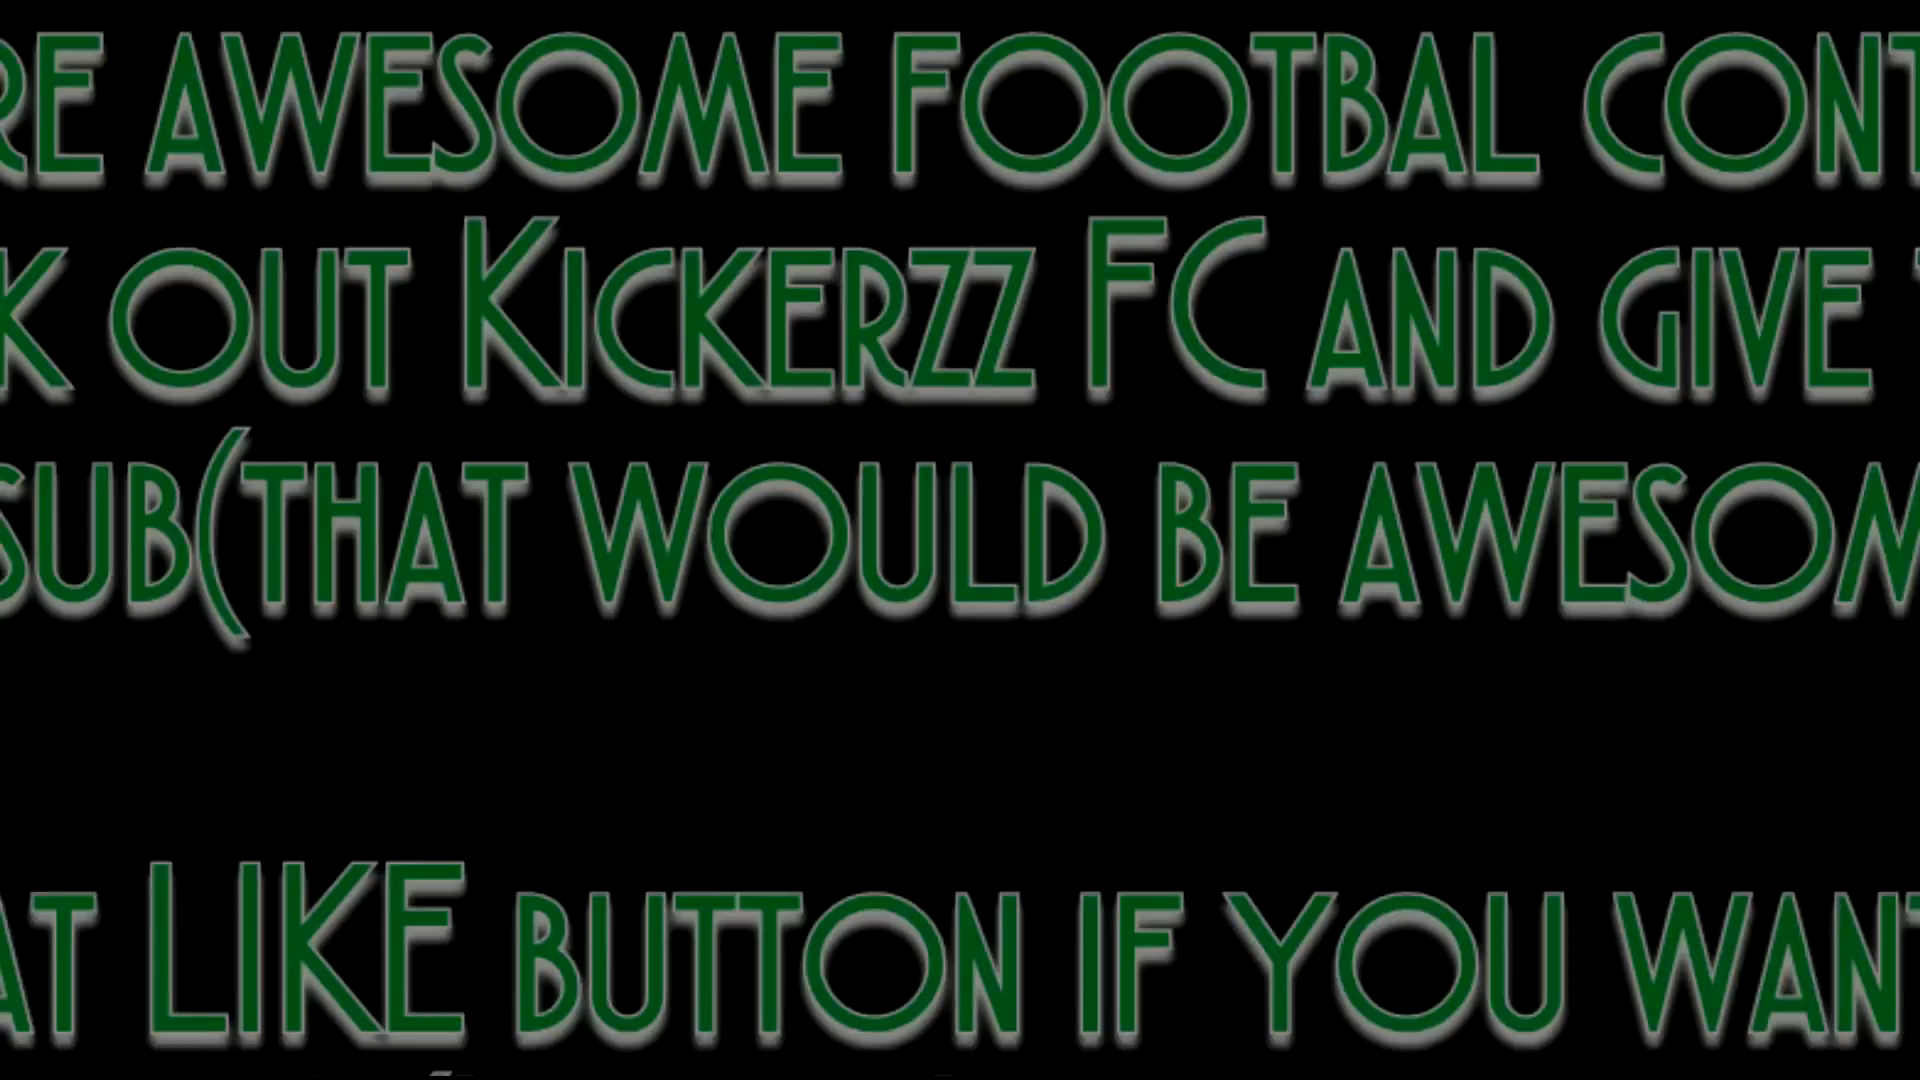 RE AWESOME FOOTBAL CONT
K OUT KICKERZZ FC AND GIVE
SUB(THAT WOULD BE AWESOM
AT LIKE BUTTON IF YOU WANT